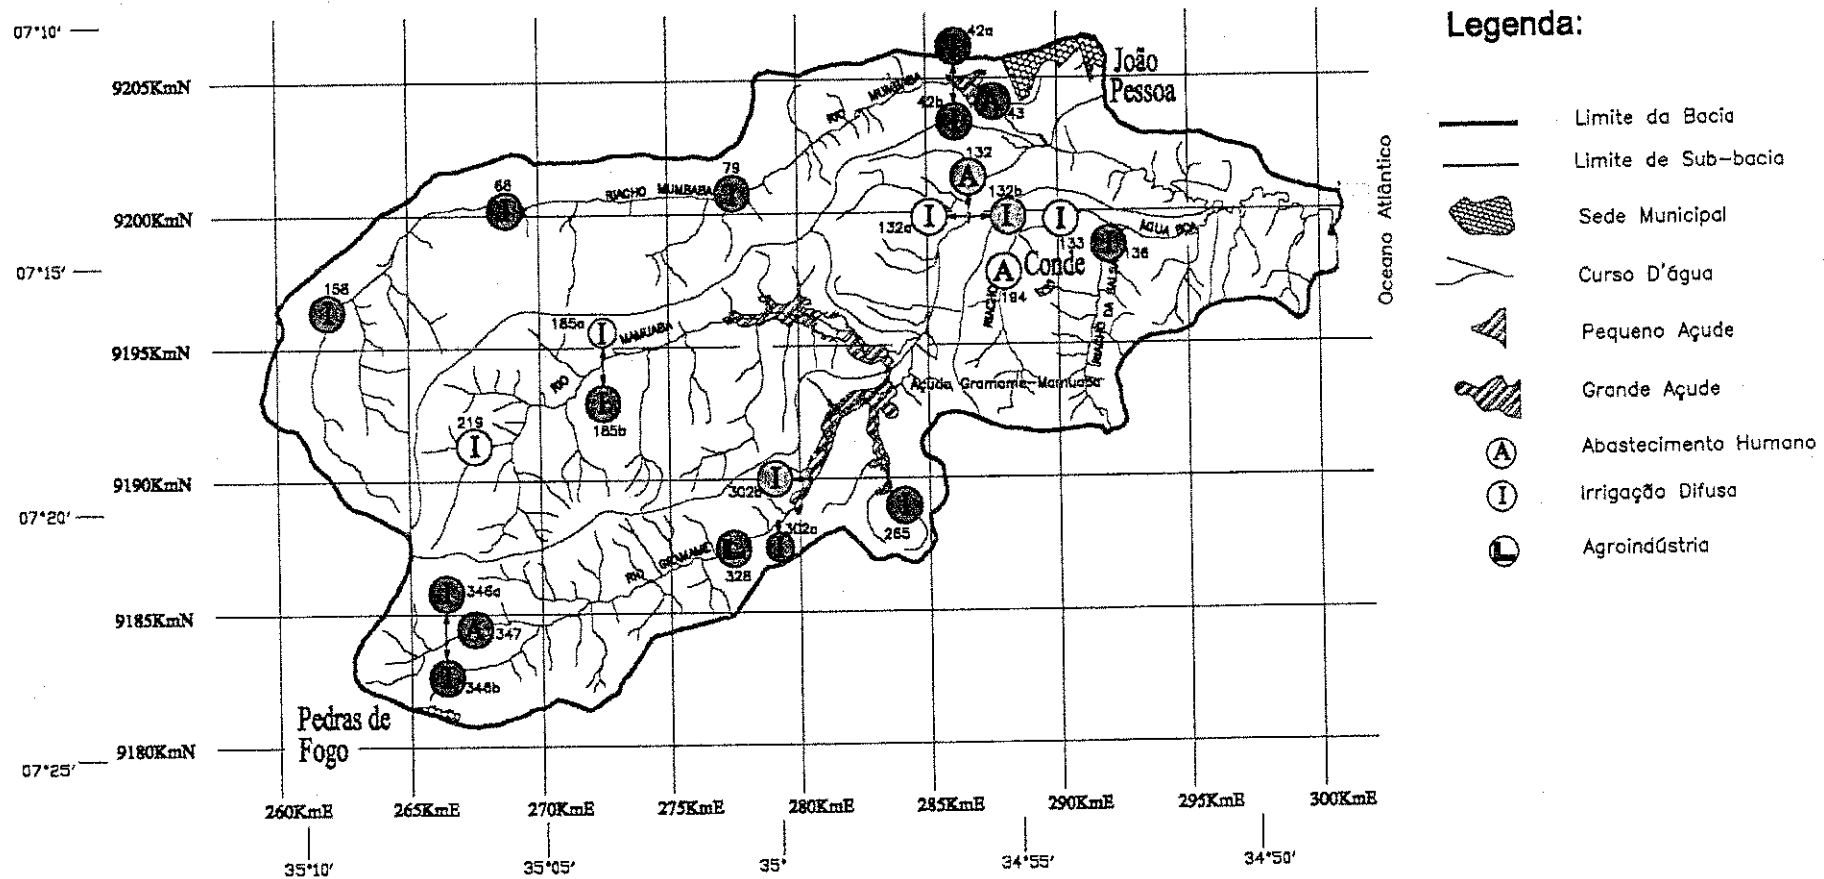 Legenda:
Limite da Bacia
Limite de Sub-bacia
Sede Municipal
Curso D'água
Pequeno Açude
Grande Açude
A
Abastecimento Humano
I
Irrigação Difusa
L
Agroindústria
07°10'
07°15'
07°20'
07°25'
9205KmN
9200KmN
9195KmN
9190KmN
9185KmN
9180KmN
260KmE
265KmE
270KmE
275KmE
280KmE
285KmE
290KmE
295KmE
300KmE
35°10'
35°05'
35°
34°55'
34°50'
João
Pessoa
Oceano Atlântico
Conde
Pedras de
Fogo
RIO MUMBABA
RIACHO MUMBABA
RIO MAMUABA
RIO GRAMAME
Açude Gramame-Mamuaba
ÁGUA BOA
RIACHO
RIACHO DA BALSA
42a
I
42b
I
A
43
132
A
132a
I
132b
I
I
133
I
136
A
194
79
I
68
I
158
I
185a
I
185b
219
I
302b
I
302a
I
265
I
328
L
346a
I
A
347
I
346b